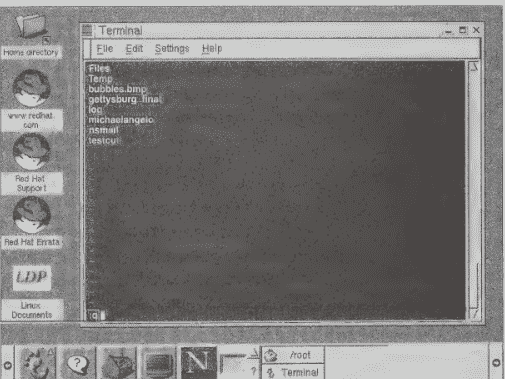 Terminal
File Edit Settings Help
Files
Temp
bubbles.bmp
gettysburg_final
log
michaelangelo
nsmail
Home directory
www.redhat.
com
Red Hat
Support
Red Hat Errata
LDP
Linux
Documents
N
?
/root
? Terminal